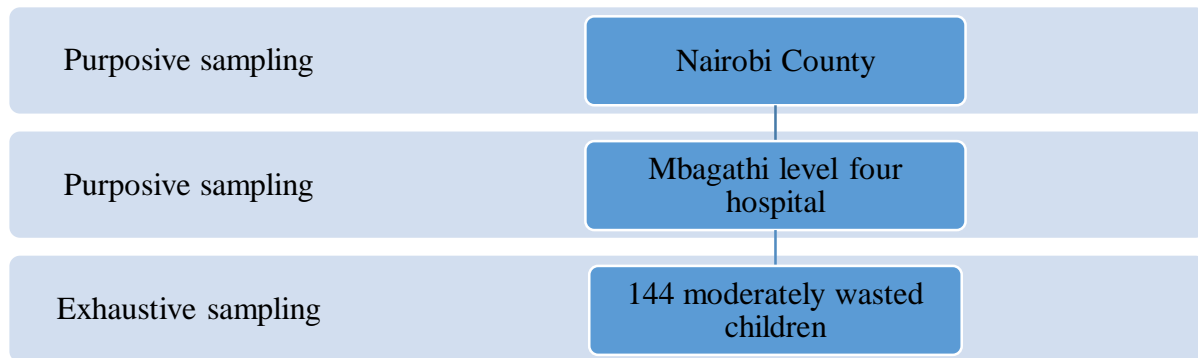 Purposive sampling
Nairobi County
Purposive sampling
Mbagathi level four
hospital
Exhaustive sampling
144 moderately wasted
children